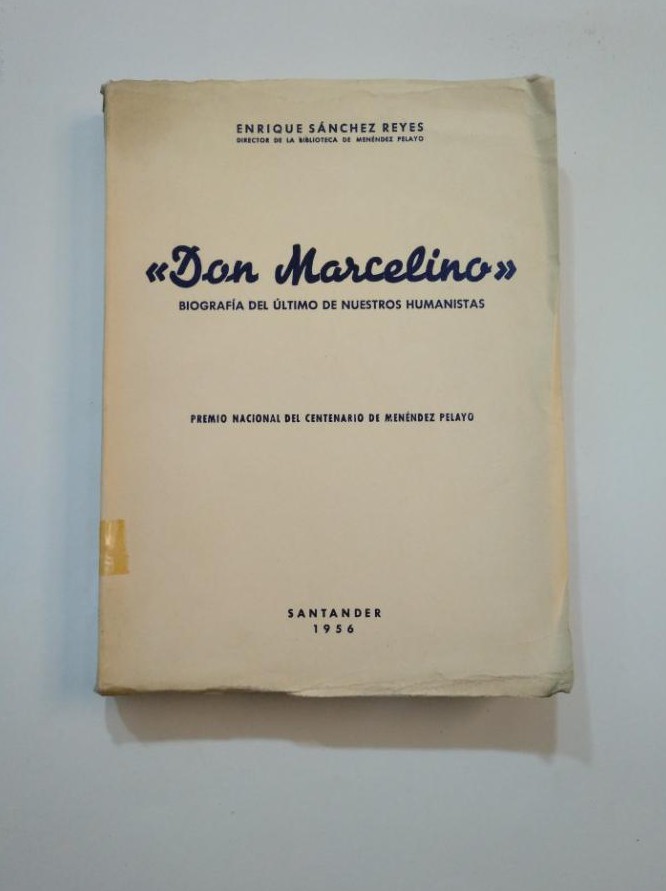 ENRIQUE SÁNCHEZ REYES
DIRECTOR DE LA BIBLIOTECA DE MENÉNDEZ PELAYO
«Don Marcelino»
BIOGRAFÍA DEL ÚLTIMO DE NUESTROS HUMANISTAS
PREMIO NACIONAL DEL CENTENARIO DE MENÉNDEZ PELAYO
SANTANDER
1956